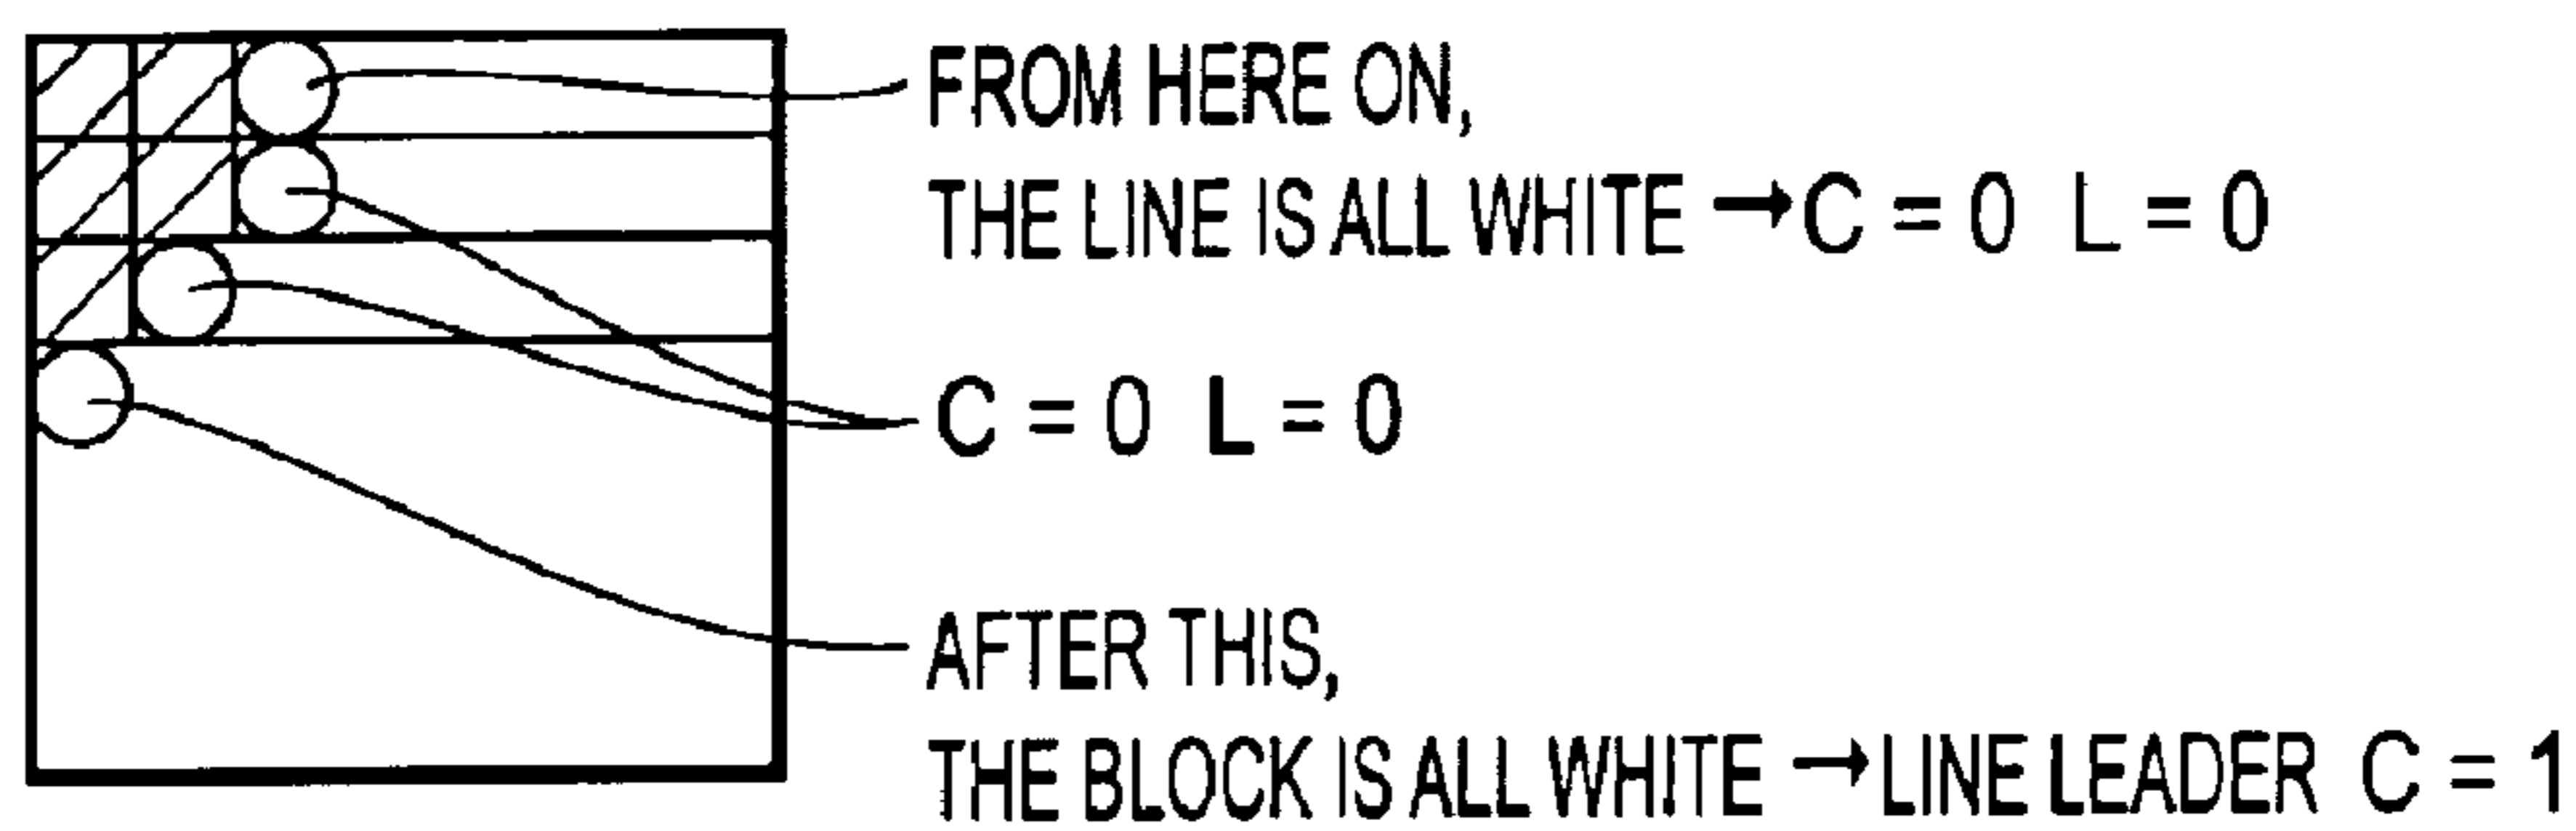 FROM HERE ON,
THE LINE IS ALL WHITE → C = 0 L = 0
C = 0 L = 0
AFTER THIS,
THE BLOCK IS ALL WHITE → LINE LEADER C = 1